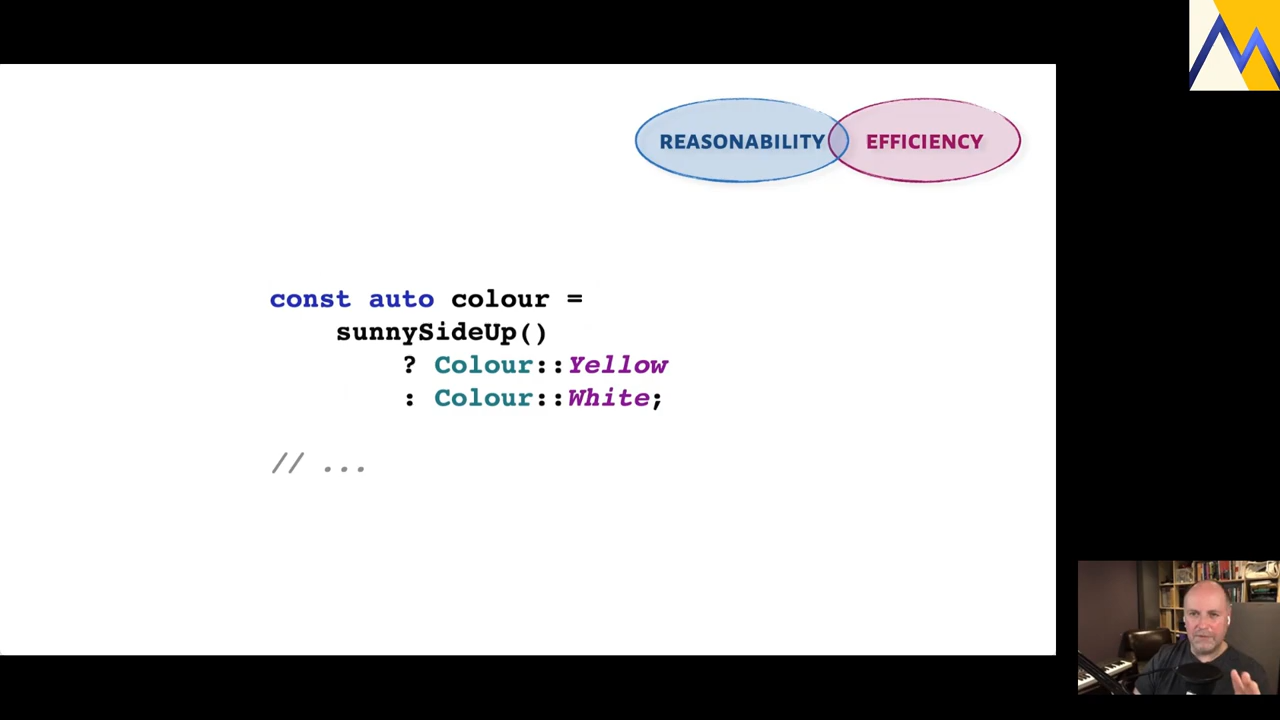 REASONABILITY EFFICIENCY
const auto colour =
sunnySideUp()
? Colour::Yellow
: Colour::White;
// ...